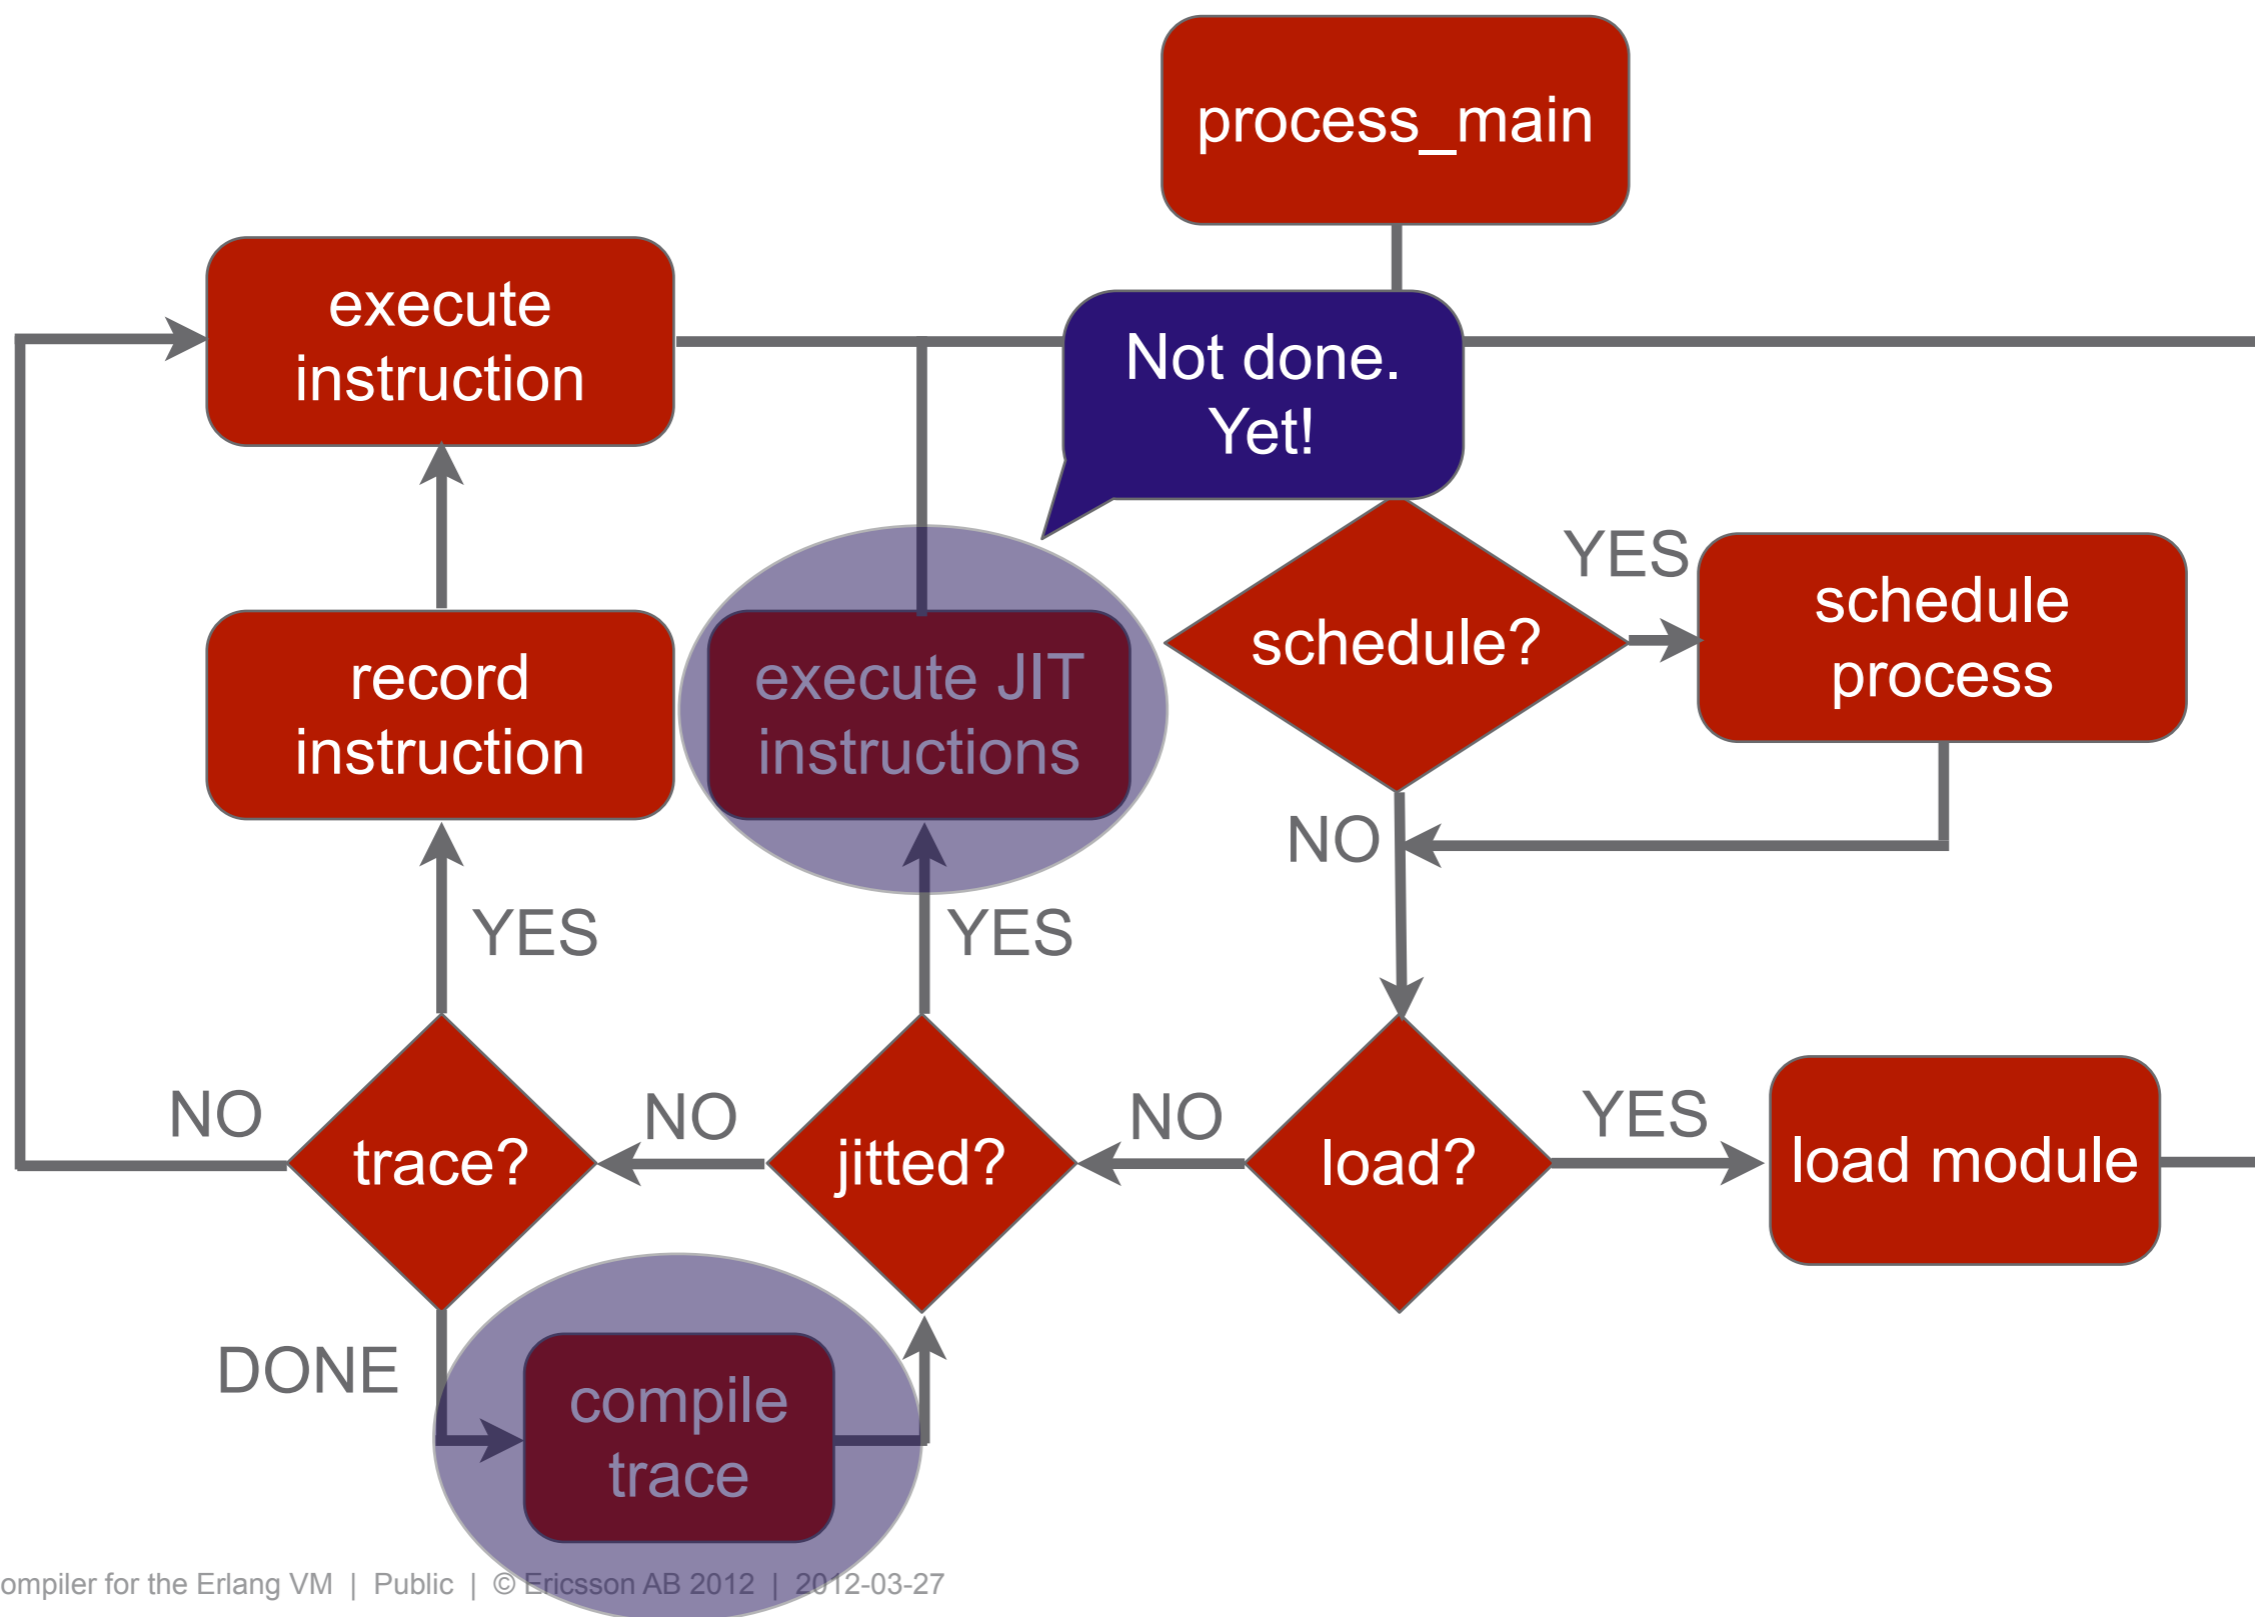 process_main
execute
instruction
Not done.
Yet!
YES
schedule?
schedule
process
record
instruction
execute JIT
instructions
NO
YES
YES
NO
trace?
NO
jitted?
NO
load?
YES
load module
DONE
compile
trace
ompiler for the Erlang VM | Public | © Ericsson AB 2012 | 2012-03-27